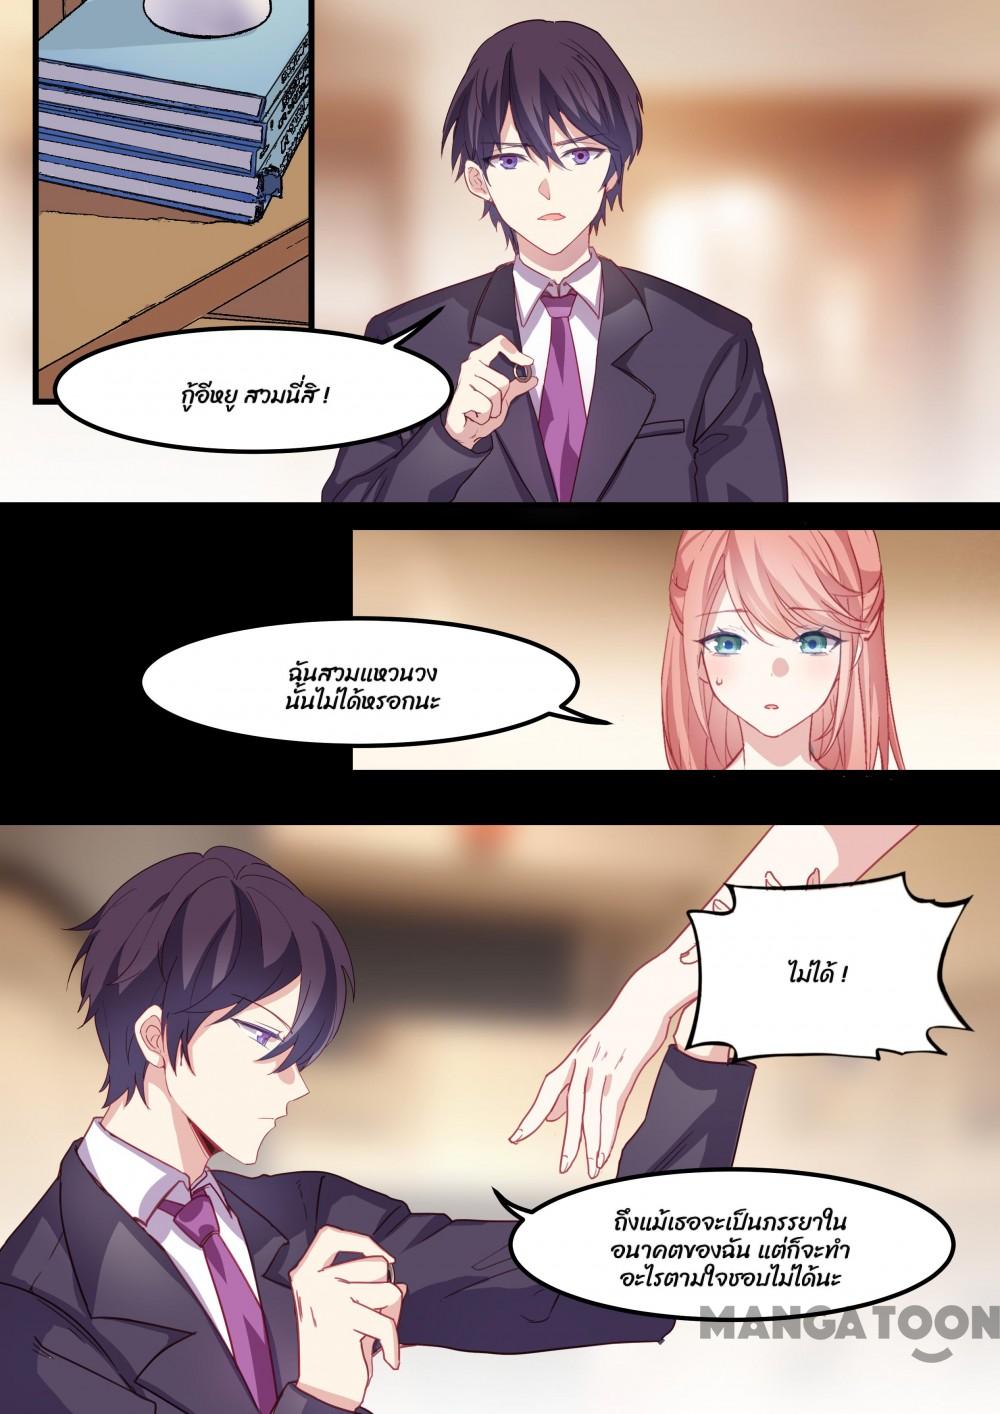 กู้อีหยู สวมนี่สิ !
ฉันสวมแหวนวง
นั้นไม่ได้หรอกนะ
ไม่ได้ !
ถึงแม้เธอจะเป็นภรรยาใน
อนาคตของฉัน แต่ก็จะทำ
อะไรตามใจชอบไม่ได้นะ
MANGATOON